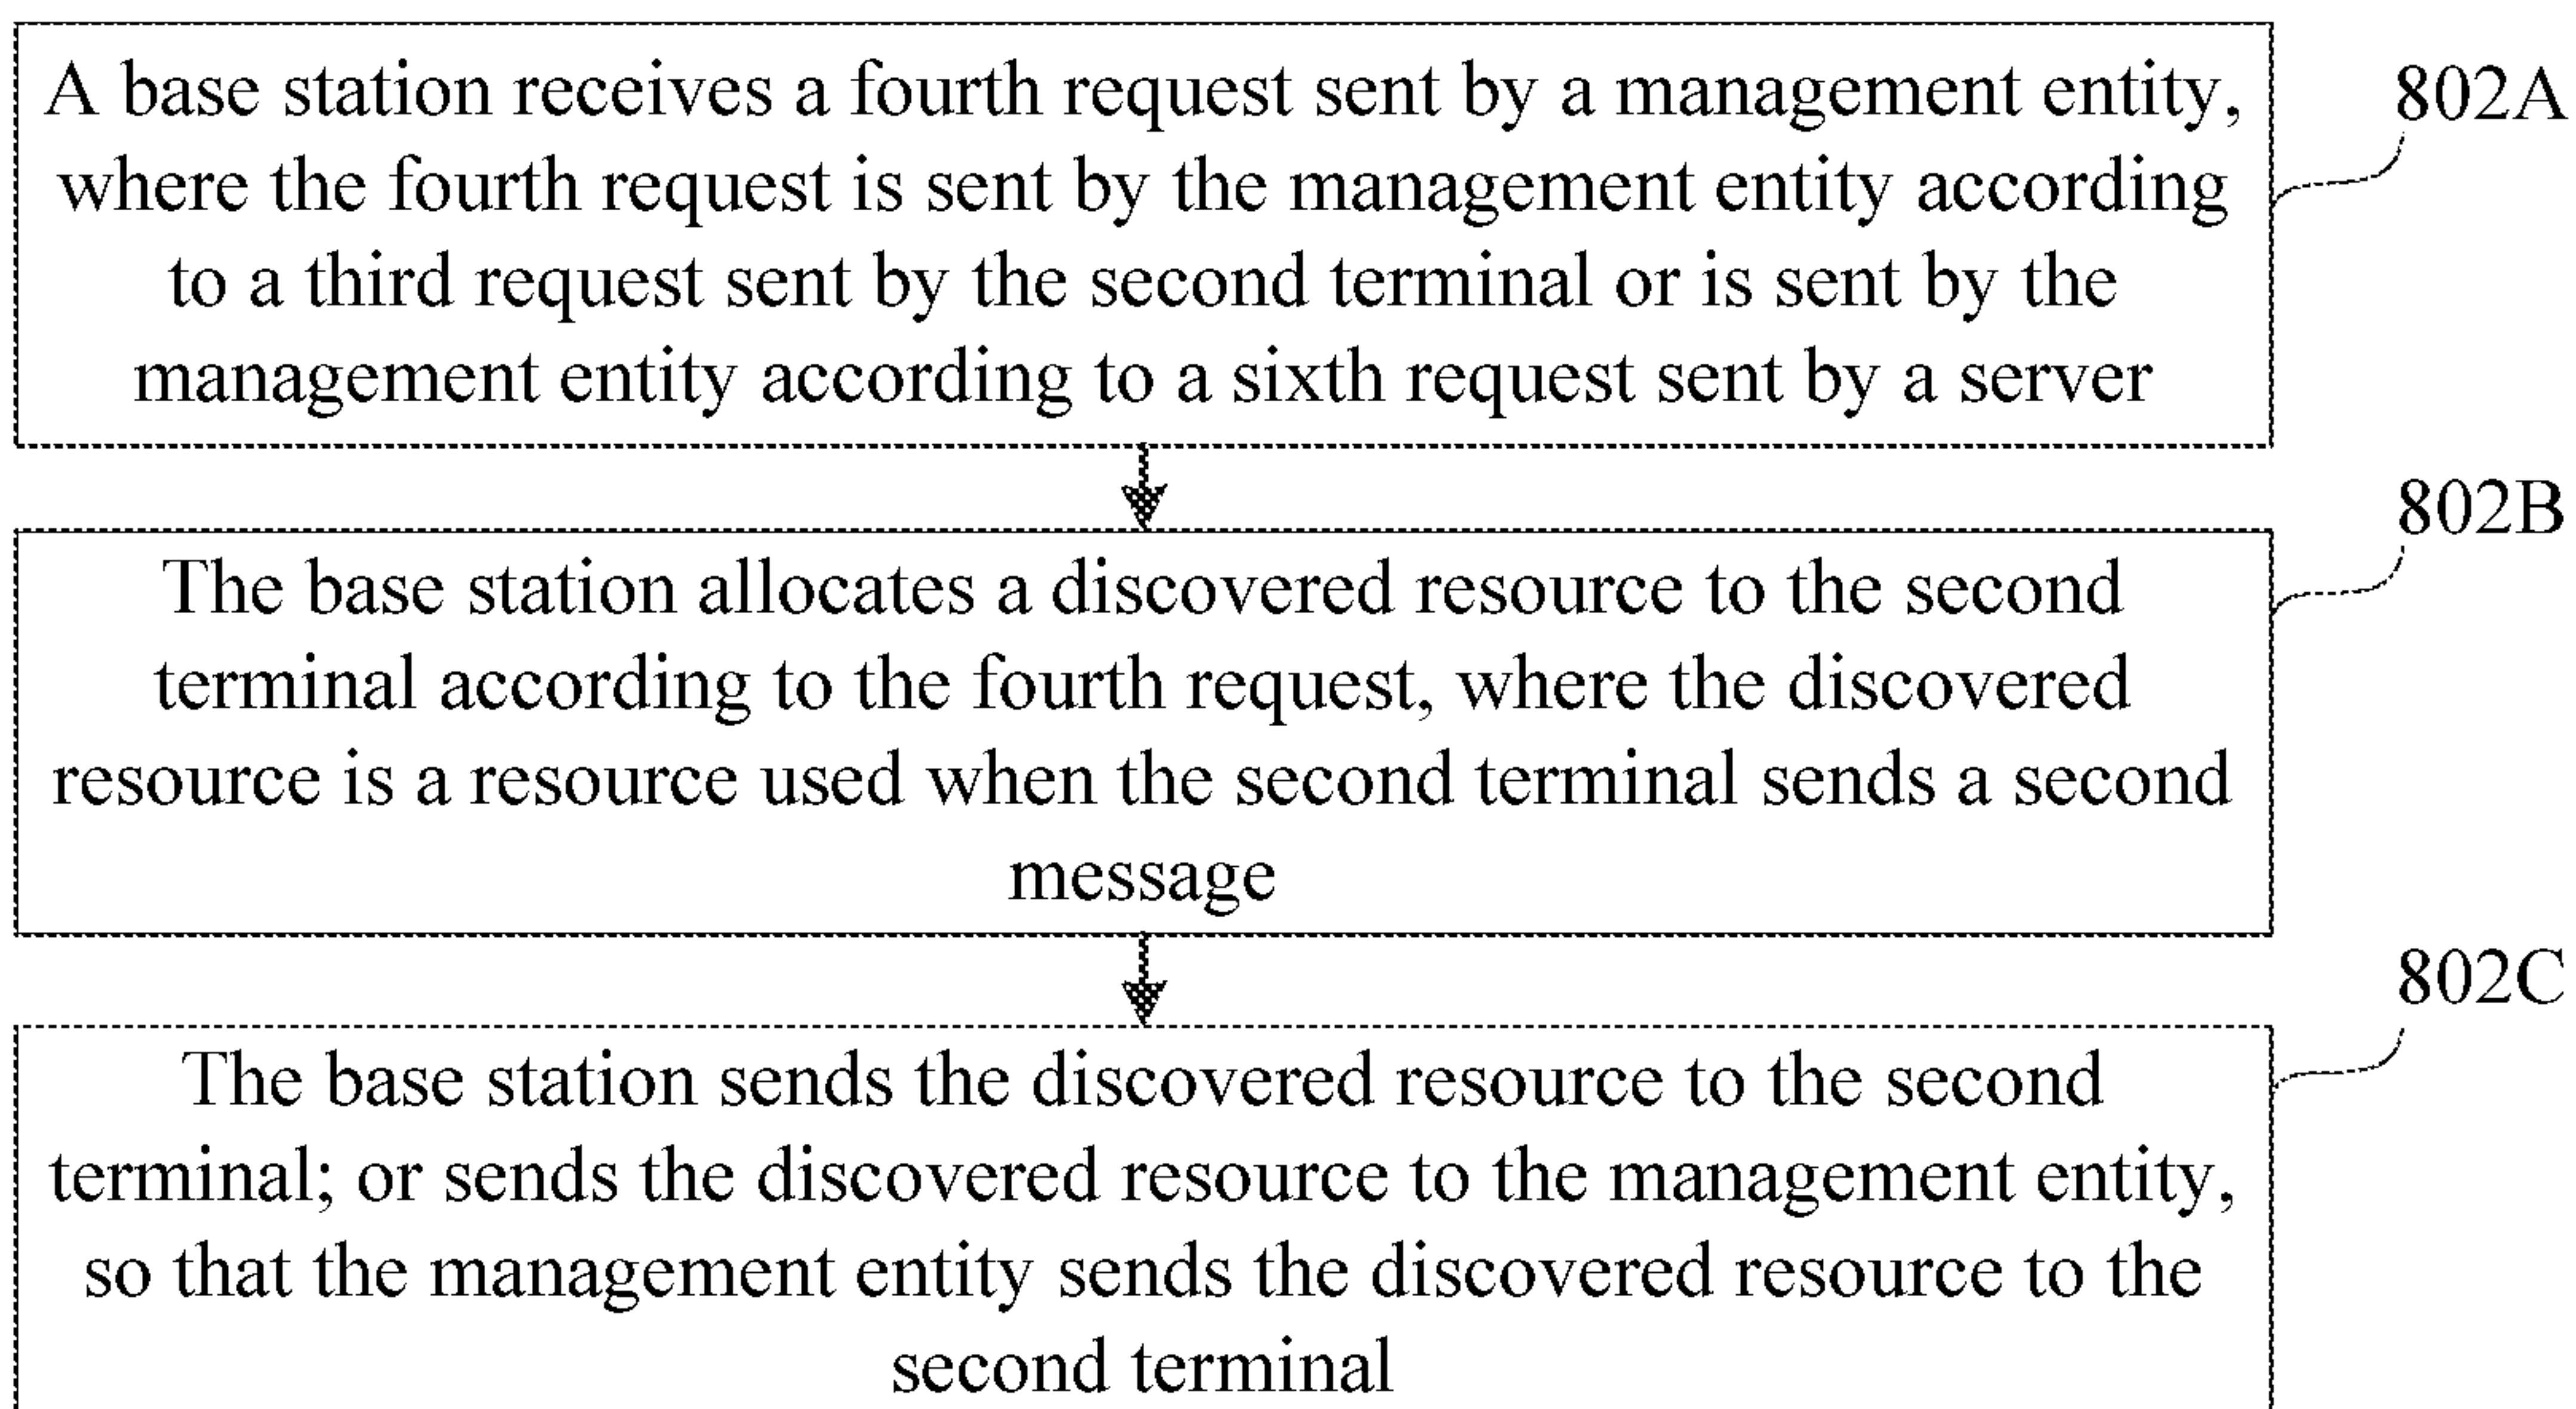 A base station receives a fourth request sent by a management entity,
where the fourth request is sent by the management entity according
to a third request sent by the second terminal or is sent by the
management entity according to a sixth request sent by a server
802A
The base station allocates a discovered resource to the second
terminal according to the fourth request, where the discovered
resource is a resource used when the second terminal sends a second
message
802B
The base station sends the discovered resource to the second
terminal; or sends the discovered resource to the management entity,
so that the management entity sends the discovered resource to the
second terminal
802C